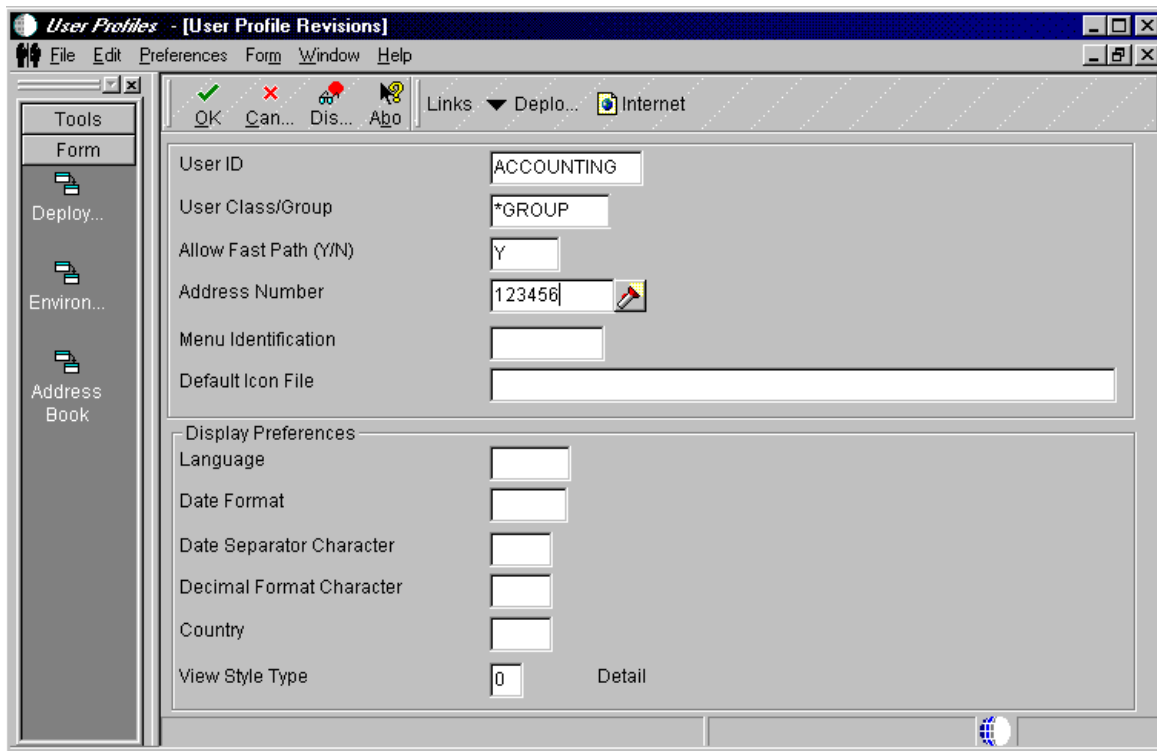 User Profiles - [User Profile Revisions]
File Edit Preferences Form Window Help
OK Can... Dis... Abo Links Deplo... Internet
Tools
Form
Deploy...
Environ...
Address
Book
User ID ACCOUNTING
User Class/Group *GROUP
Allow Fast Path (Y/N) Y
Address Number 123456
Menu Identification
Default Icon File
Display Preferences
Language
Date Format
Date Separator Character
Decimal Format Character
Country
View Style Type 0 Detail